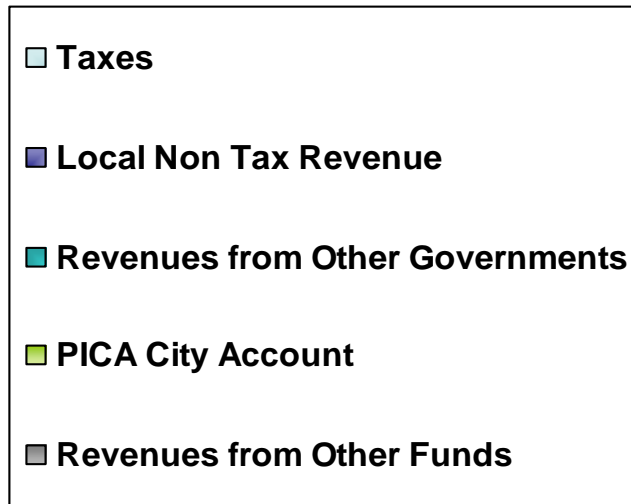 Taxes
Local Non Tax Revenue
Revenues from Other Governments
PICA City Account
Revenues from Other Funds